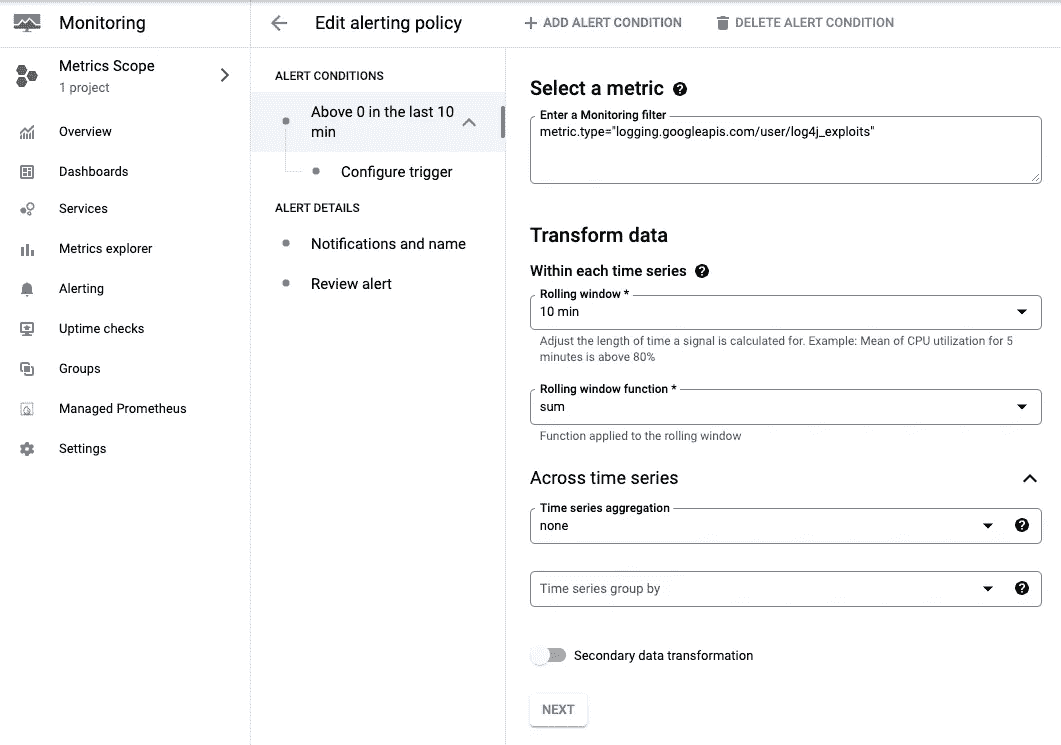 Monitoring
Edit alerting policy
ADD ALERT CONDITION
DELETE ALERT CONDITION
Metrics Scope
1 project
Overview
Dashboards
Services
Metrics explorer
Alerting
Uptime checks
Groups
Managed Prometheus
Settings
ALERT CONDITIONS
Above 0 in the last 10
min
Configure trigger
ALERT DETAILS
Notifications and name
Review alert
Select a metric
Enter a Monitoring filter
metric.type="logging.googleapis.com/user/log4j_exploits"
Transform data
Within each time series
Rolling window *
10 min
Adjust the length of time a signal is calculated for. Example: Mean of CPU utilization for 5
minutes is above 80%
Rolling window function *
sum
Function applied to the rolling window
Across time series
Time series aggregation
none
Time series group by
Secondary data transformation
NEXT